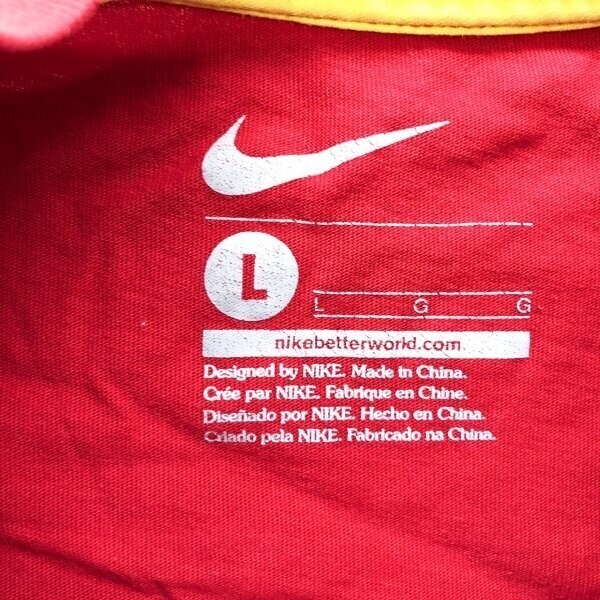 L
L G G
nikebetterworld.com
Designed by NIKE. Made in China.
Crée par NIKE. Fabrique en Chine.
Diseñado por NIKE. Hecho en China.
Criado pela NIKE. Fabricado na China.